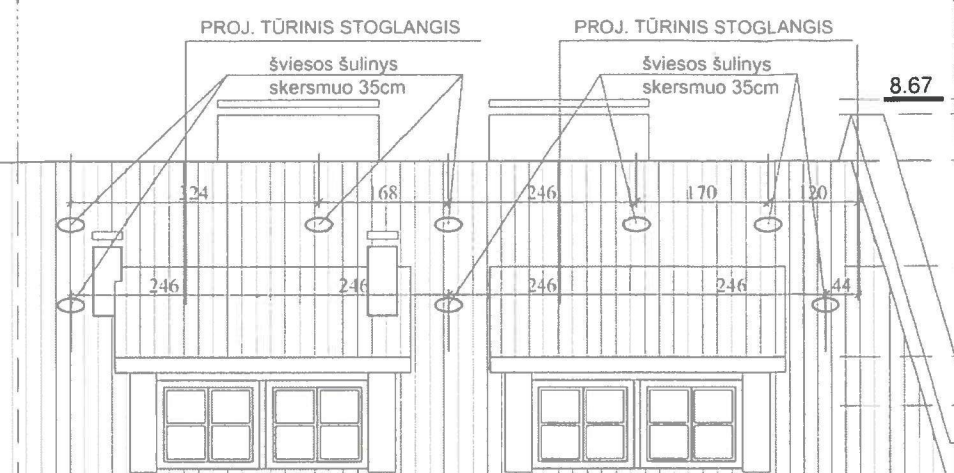 PROJ. TŪRINIS STOGLANGIS
PROJ. TŪRINIS STOGLANGIS
šviesos šulinys
skersmuo 35cm
šviesos šulinys
skersmuo 35cm
8.67
324 168 246 170 120
246 246 246 246 44